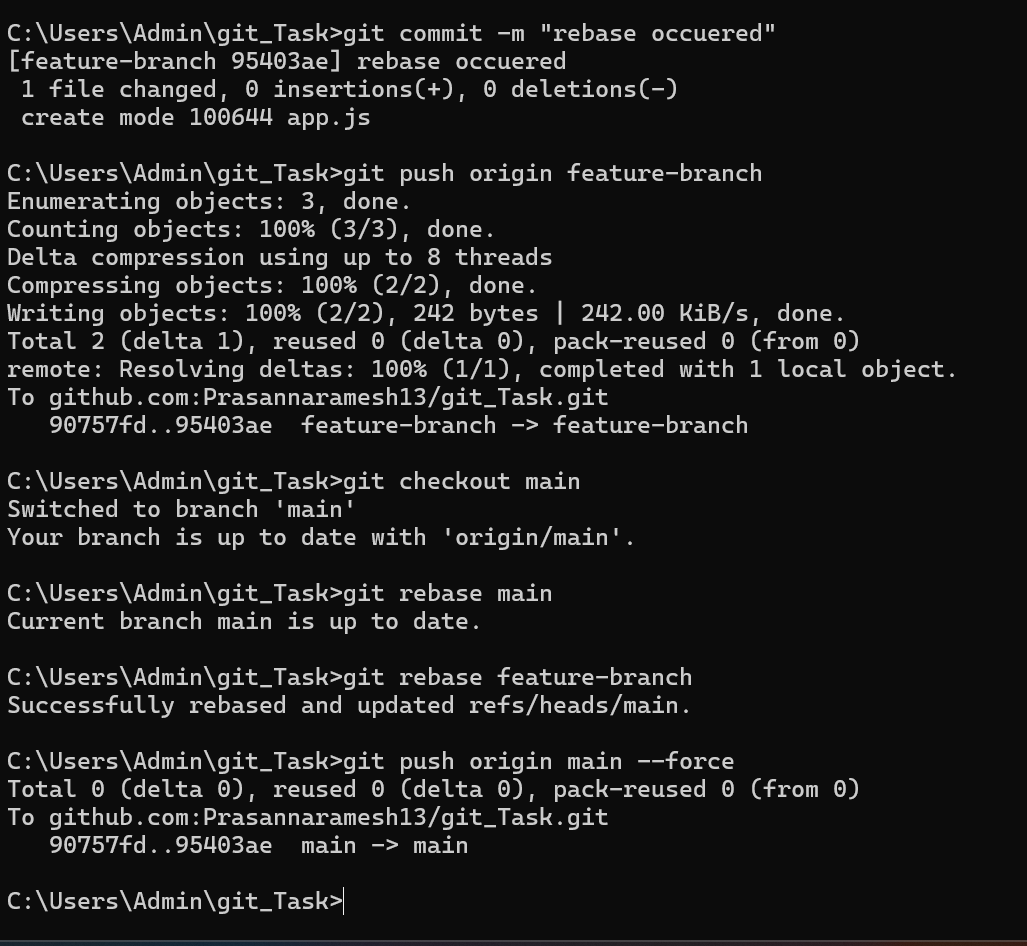 C:\Users\Admin\git_Task>git commit -m "rebase occuered"
[feature-branch 95403ae] rebase occuered
 1 file changed, 0 insertions(+), 0 deletions(-)
 create mode 100644 app.js
C:\Users\Admin\git_Task>git push origin feature-branch
Enumerating objects: 3, done.
Counting objects: 100% (3/3), done.
Delta compression using up to 8 threads
Compressing objects: 100% (2/2), done.
Writing objects: 100% (2/2), 242 bytes | 242.00 KiB/s, done.
Total 2 (delta 1), reused 0 (delta 0), pack-reused 0 (from 0)
remote: Resolving deltas: 100% (1/1), completed with 1 local object.
To github.com:Prasannaramesh13/git_Task.git
   90757fd..95403ae  feature-branch -> feature-branch
C:\Users\Admin\git_Task>git checkout main
Switched to branch 'main'
Your branch is up to date with 'origin/main'.
C:\Users\Admin\git_Task>git rebase main
Current branch main is up to date.
C:\Users\Admin\git_Task>git rebase feature-branch
Successfully rebased and updated refs/heads/main.
C:\Users\Admin\git_Task>git push origin main --force
Total 0 (delta 0), reused 0 (delta 0), pack-reused 0 (from 0)
To github.com:Prasannaramesh13/git_Task.git
   90757fd..95403ae  main -> main
C:\Users\Admin\git_Task>